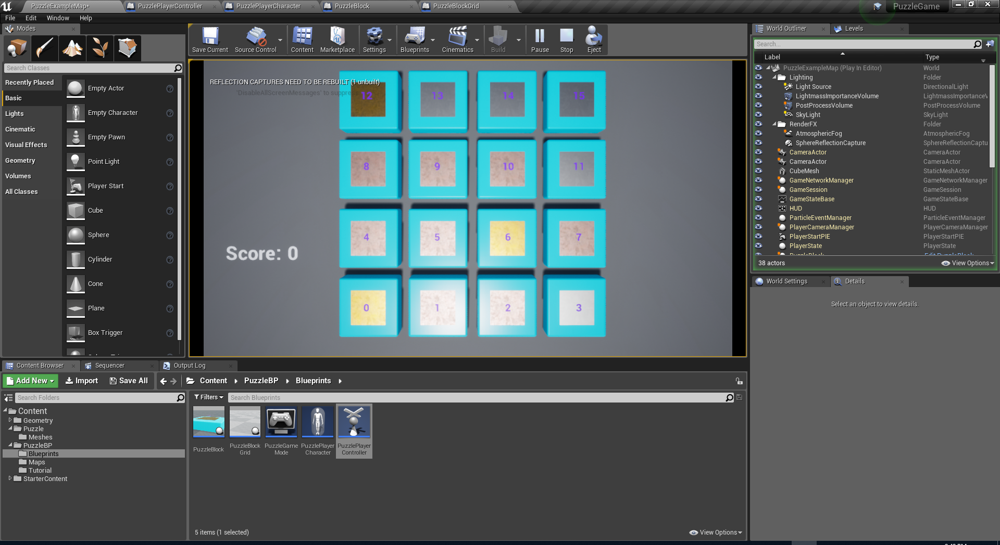 PuzzleExampleMap*
PuzzlePlayerController
PuzzlePlayerCharacter
PuzzleBlock
PuzzleBlockGrid
PuzzleGame
File Edit Window Help
Modes
Search Classes
Recently Placed
Basic
Lights
Cinematic
Visual Effects
Geometry
Volumes
All Classes
Empty Actor
Empty Character
Empty Pawn
Point Light
Player Start
Cube
Sphere
Cylinder
Cone
Plane
Box Trigger
Save Current
Source Control
Content
Marketplace
Settings
Blueprints
Cinematics
Build
Pause
Stop
Eject
REFLECTION CAPTURES NEED TO BE REBUILT (1 unbuilt)
'DisableAllScreenMessages' to suppress
12 13 14 15
8 9 10 11
4 5 6 7
Score: 0
0 1 2 3
World Outliner
Levels
Search...
Label Type
PuzzleExampleMap (Play In Editor) World
Lighting Folder
Light Source DirectionalLight
LightmassImportanceVolume LightmassImportanceV
PostProcessVolume PostProcessVolume
SkyLight SkyLight
RenderFX Folder
AtmosphericFog AtmosphericFog
SphereReflectionCapture SphereReflectionCaptu
CameraActor CameraActor
CameraActor CameraActor
CubeMesh StaticMeshActor
GameNetworkManager GameNetworkManager
GameSession GameSession
GameStateBase GameStateBase
HUD HUD
ParticleEventManager ParticleEventManager
PlayerCameraManager PlayerCameraManager
PlayerStartPIE PlayerStartPIE
PlayerState PlayerState
38 actors
View Options
World Settings
Details
Select an object to view details.
Content Browser
Sequencer
Output Log
Add New
Import
Save All
Content
PuzzleBP
Blueprints
Search Folders
Content
Geometry
Puzzle
Meshes
PuzzleBP
Blueprints
Maps
Tutorial
StarterContent
Filters
Search Blueprints
PuzzleBlock
PuzzleBlock
Grid
PuzzleGame
Mode
PuzzlePlayer
Character
PuzzlePlayer
Controller
5 items (1 selected)
View Options